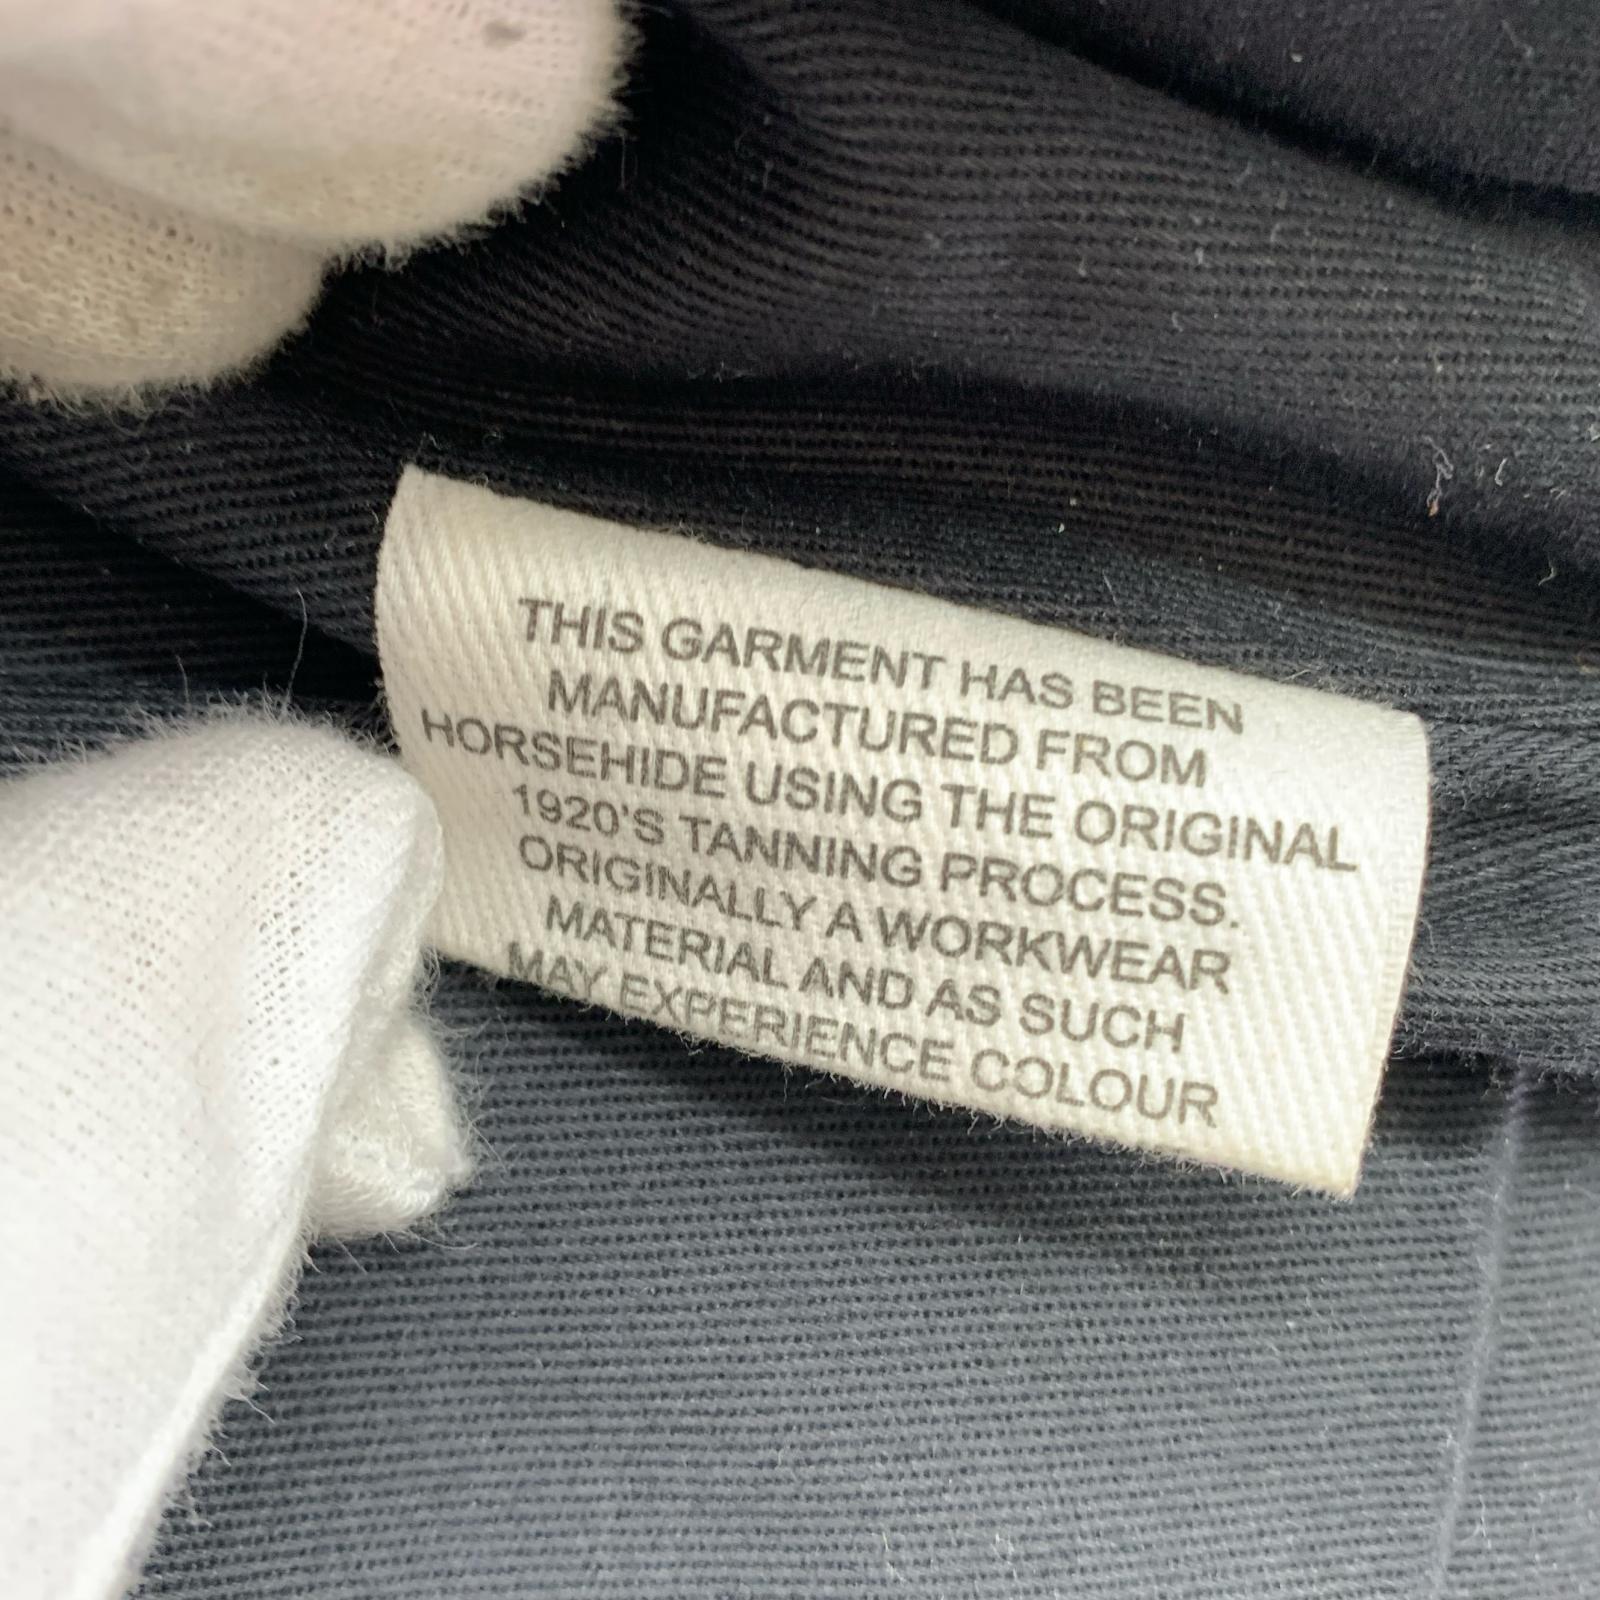 THIS GARMENT HAS BEEN
MANUFACTURED FROM
HORSEHIDE USING THE ORIGINAL
1920'S TANNING PROCESS.
ORIGINALLY A WORKWEAR
MATERIAL AND AS SUCH
MAY EXPERIENCE COLOUR